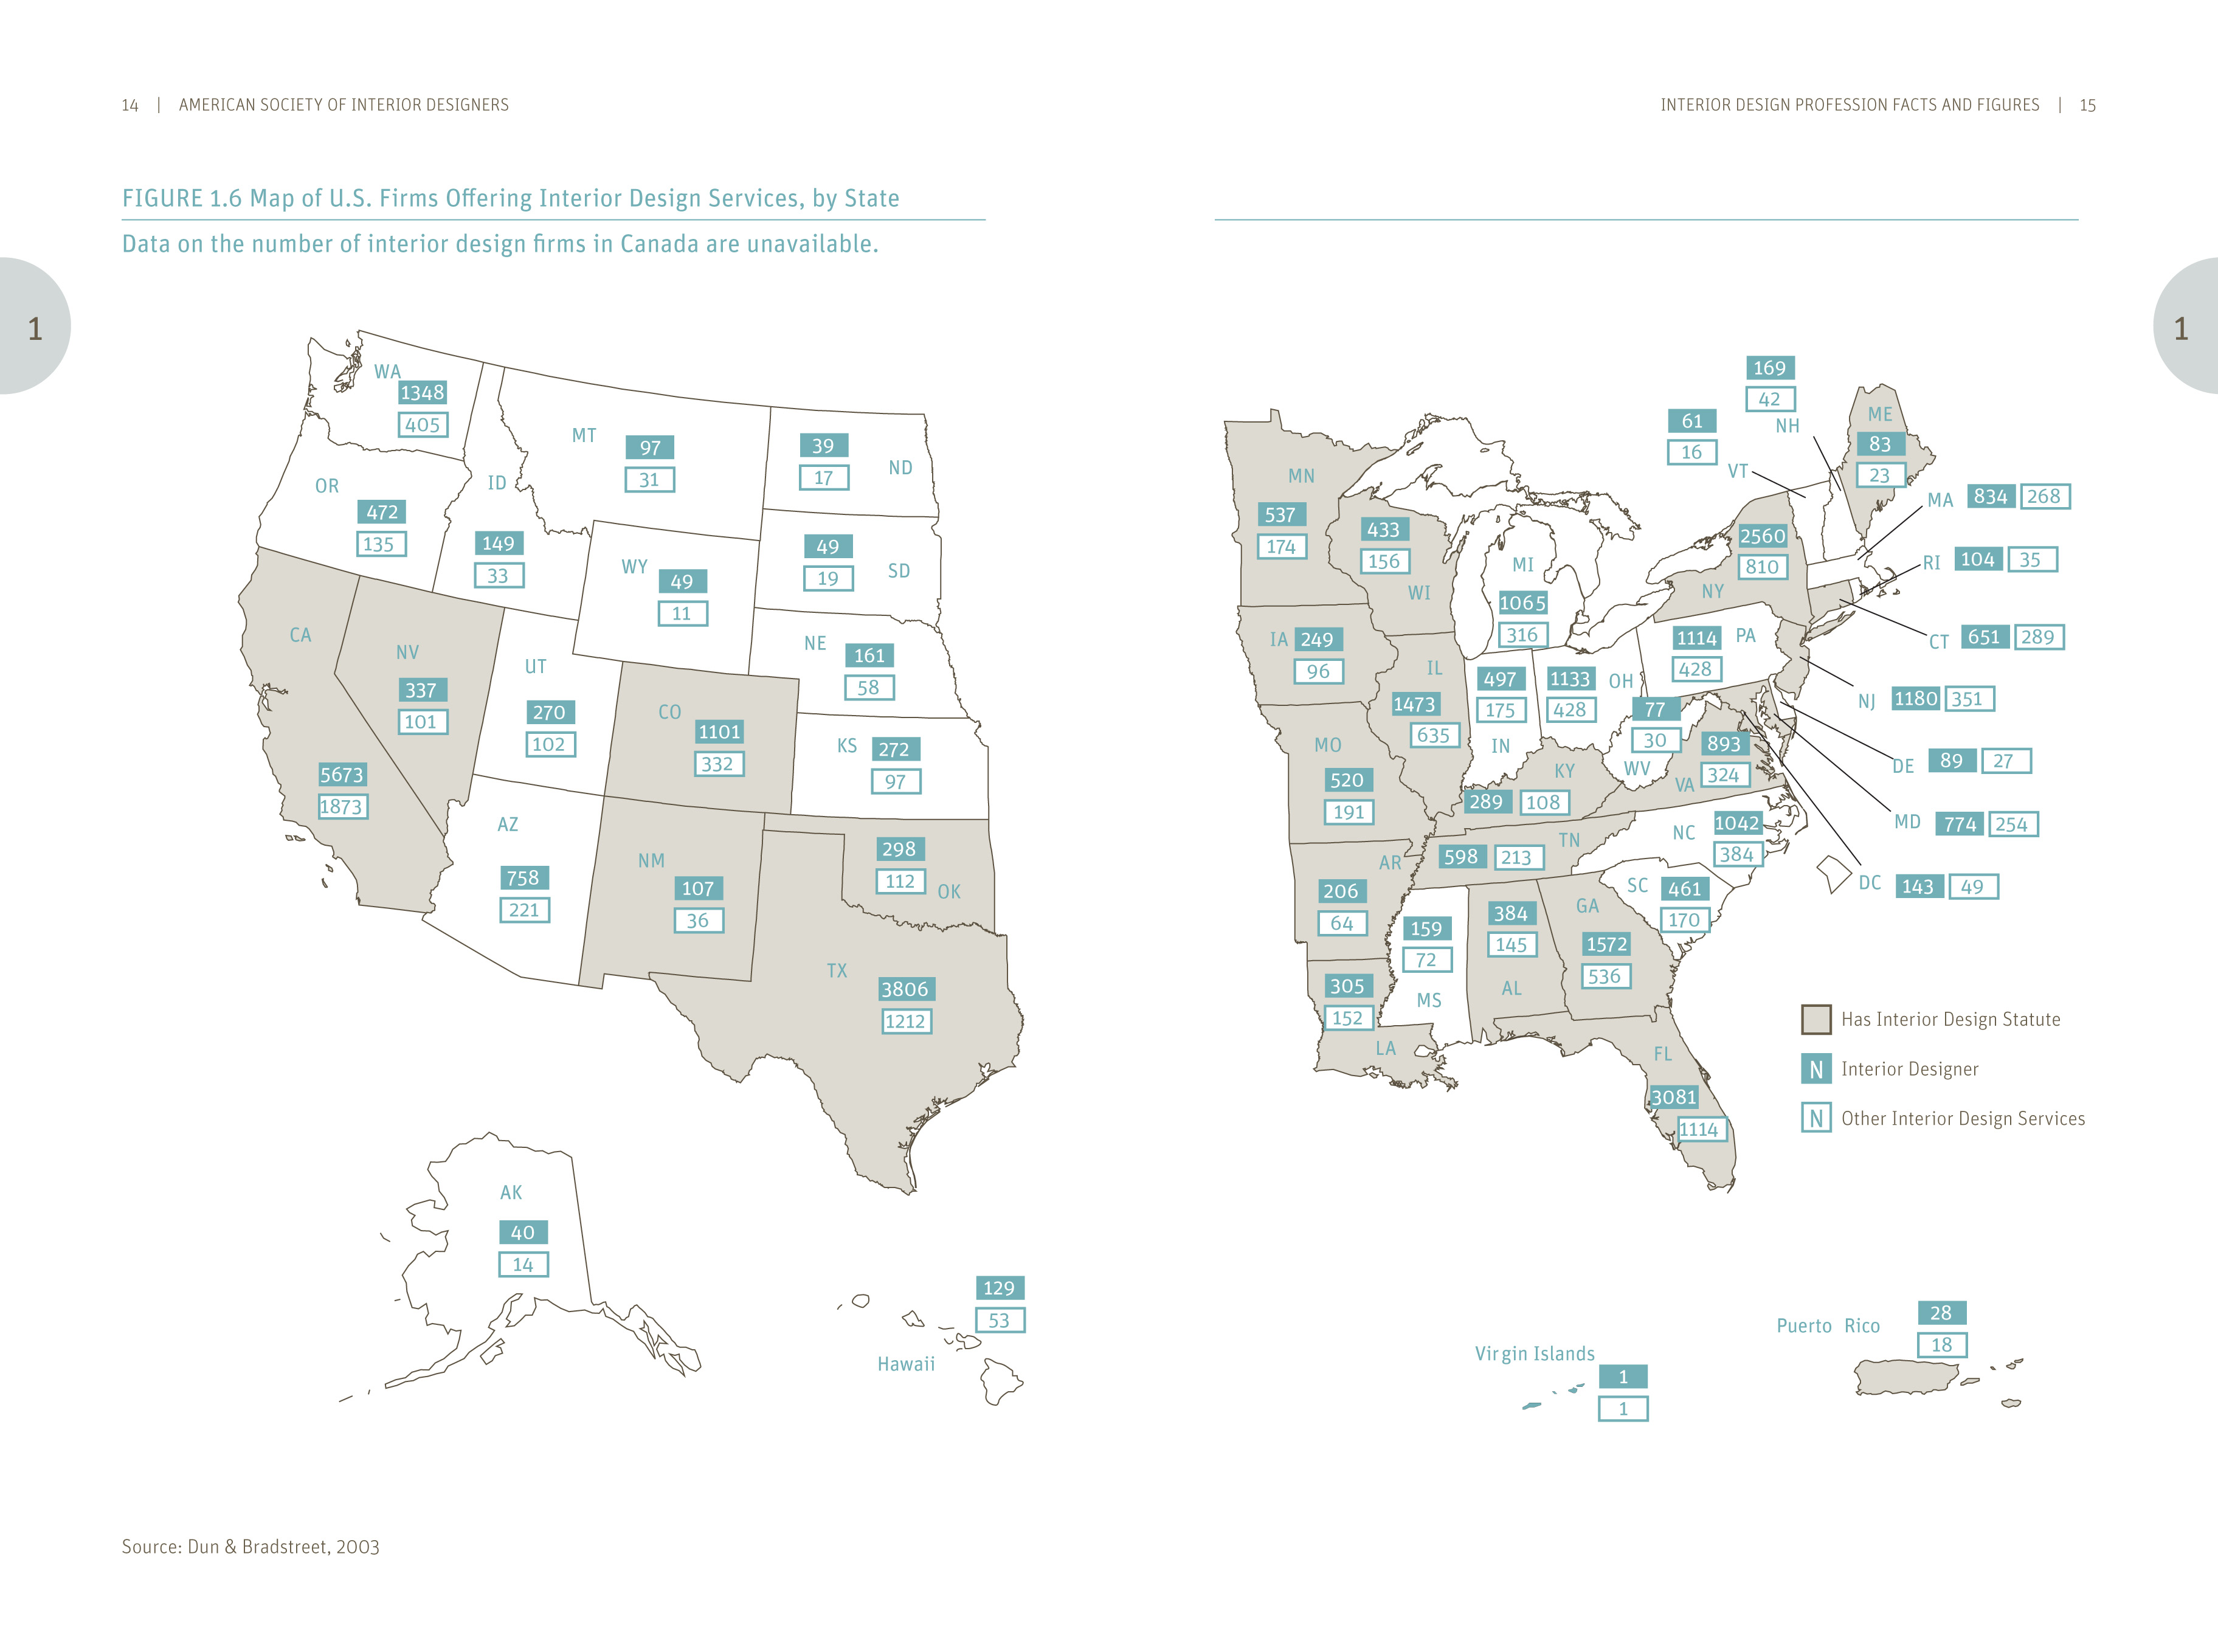 14 | AMERICAN SOCIETY OF INTERIOR DESIGNERS
INTERIOR DESIGN PROFESSION FACTS AND FIGURES | 15
FIGURE 1.6 Map of U.S. Firms Offering Interior Design Services, by State
Data on the number of interior design firms in Canada are unavailable.
1
1
WA
1348
405
OR
472
135
ID
149
33
MT
97
31
ND
39
17
SD
49
19
WY
49
11
NE
161
58
CA
5673
1873
NV
337
101
UT
270
102
CO
1101
332
KS
272
97
AZ
758
221
NM
107
36
OK
298
112
TX
3806
1212
AK
40
14
129
53
Hawaii
MN
537
174
433
156
WI
MI
1065
316
IA 249
96
IL
1473
635
497
175
IN
1133 OH
428
MO
520
191
KY
289 108
77
30
WV
893
VA 324
TN
598 213
NC 1042
384
SC 461
170
AR
206
64
159
72
MS
384
145
AL
GA
1572
536
305
152
LA
FL
3081
1114
2560
810
NY
1114 PA
428
61
16
VT
169
42
NH
ME
83
23
MA 834 268
RI 104 35
CT 651 289
NJ 1180 351
DE 89 27
MD 774 254
DC 143 49
Has Interior Design Statute
N Interior Designer
N Other Interior Design Services
Virgin Islands
1
1
Puerto Rico
28
18
Source: Dun & Bradstreet, 2003